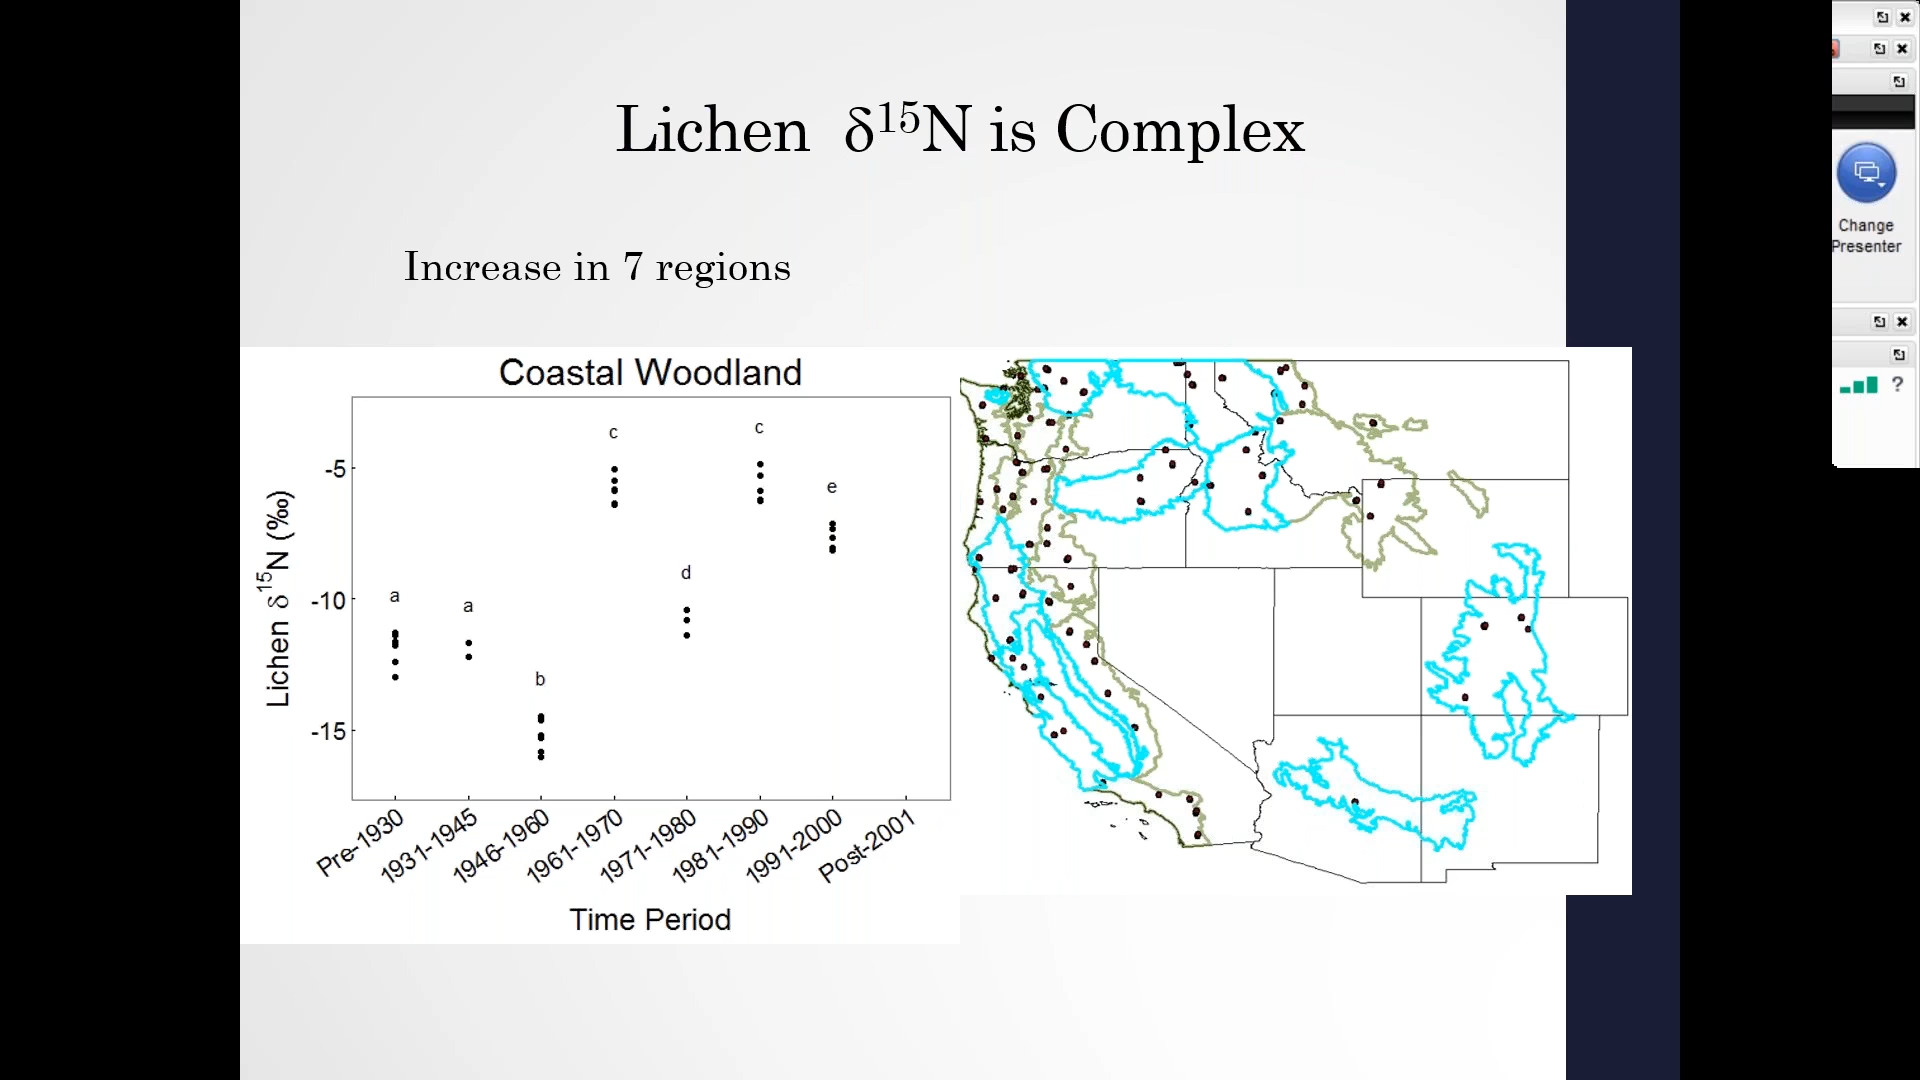 Lichen δ¹⁵N is Complex
Increase in 7 regions
Coastal Woodland
Lichen δ ¹⁵N (‰)
-5
-10
-15
a
a
b
c
d
c
e
Pre-1930
1931-1945
1946-1960
1961-1970
1971-1980
1981-1990
1991-2000
Post-2001
Time Period
Change
Presenter
?